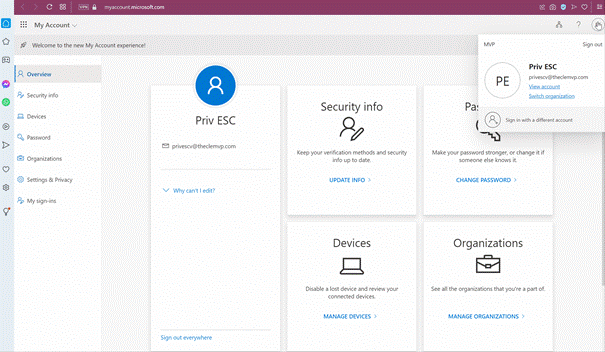 VPN
myaccount.microsoft.com
My Account
?
Welcome to the new My Account experience!
MVP
Sign out
PE
Priv ESC
privescv@theclemvp.com
View account
Switch organization
Sign in with a different account
Overview
Security info
Devices
Password
Organizations
Settings & Privacy
My sign-ins
Priv ESC
privescv@theclemvp.com
Why can't I edit?
Sign out everywhere
Security info
Keep your verification methods and security
info up to date.
UPDATE INFO >
Pas
Make your password stronger, or change it if
someone else knows it.
CHANGE PASSWORD >
Devices
Disable a lost device and review your
connected devices.
MANAGE DEVICES >
Organizations
See all the organizations that you're a part of.
MANAGE ORGANIZATIONS >